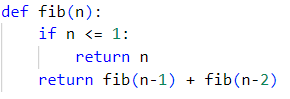 def fib(n):
    if n <= 1:
        return n
    return fib(n-1) + fib(n-2)